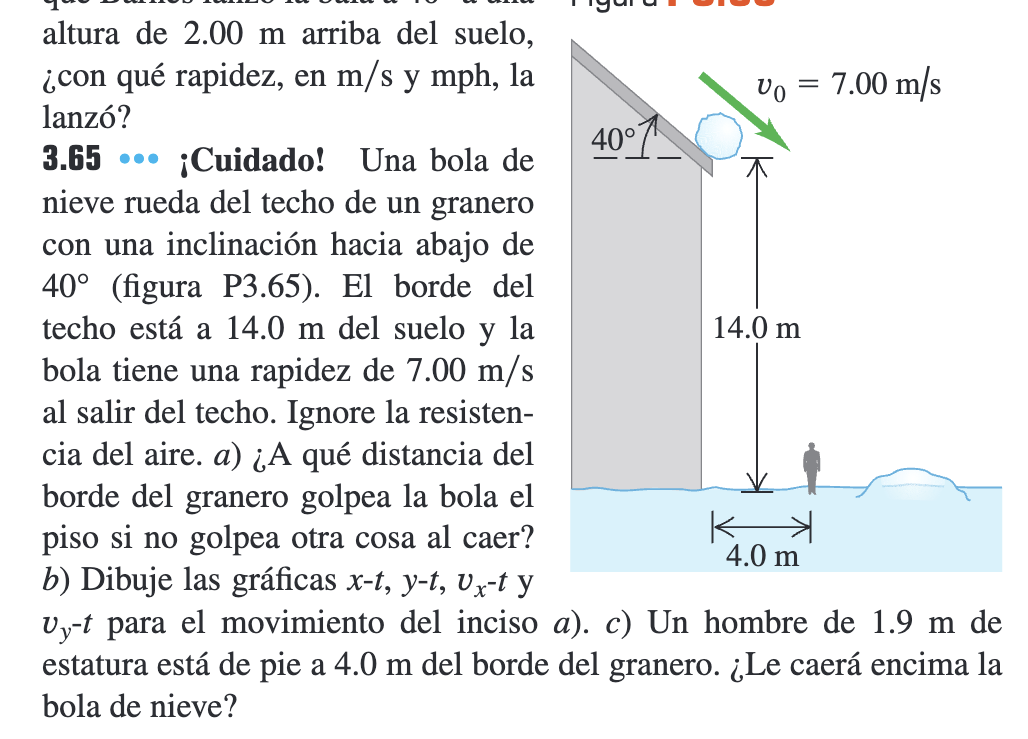 altura de 2.00 m arriba del suelo,
¿con qué rapidez, en m/s y mph, la
lanzó?
3.65 ••• ¡Cuidado! Una bola de
nieve rueda del techo de un granero
con una inclinación hacia abajo de
40° (figura P3.65). El borde del
techo está a 14.0 m del suelo y la
bola tiene una rapidez de 7.00 m/s
al salir del techo. Ignore la resisten-
cia del aire. a) ¿A qué distancia del
borde del granero golpea la bola el
piso si no golpea otra cosa al caer?
b) Dibuje las gráficas x-t, y-t, vx-t y
vy-t para el movimiento del inciso a). c) Un hombre de 1.9 m de
estatura está de pie a 4.0 m del borde del granero. ¿Le caerá encima la
bola de nieve?
v0 = 7.00 m/s
40°
14.0 m
4.0 m